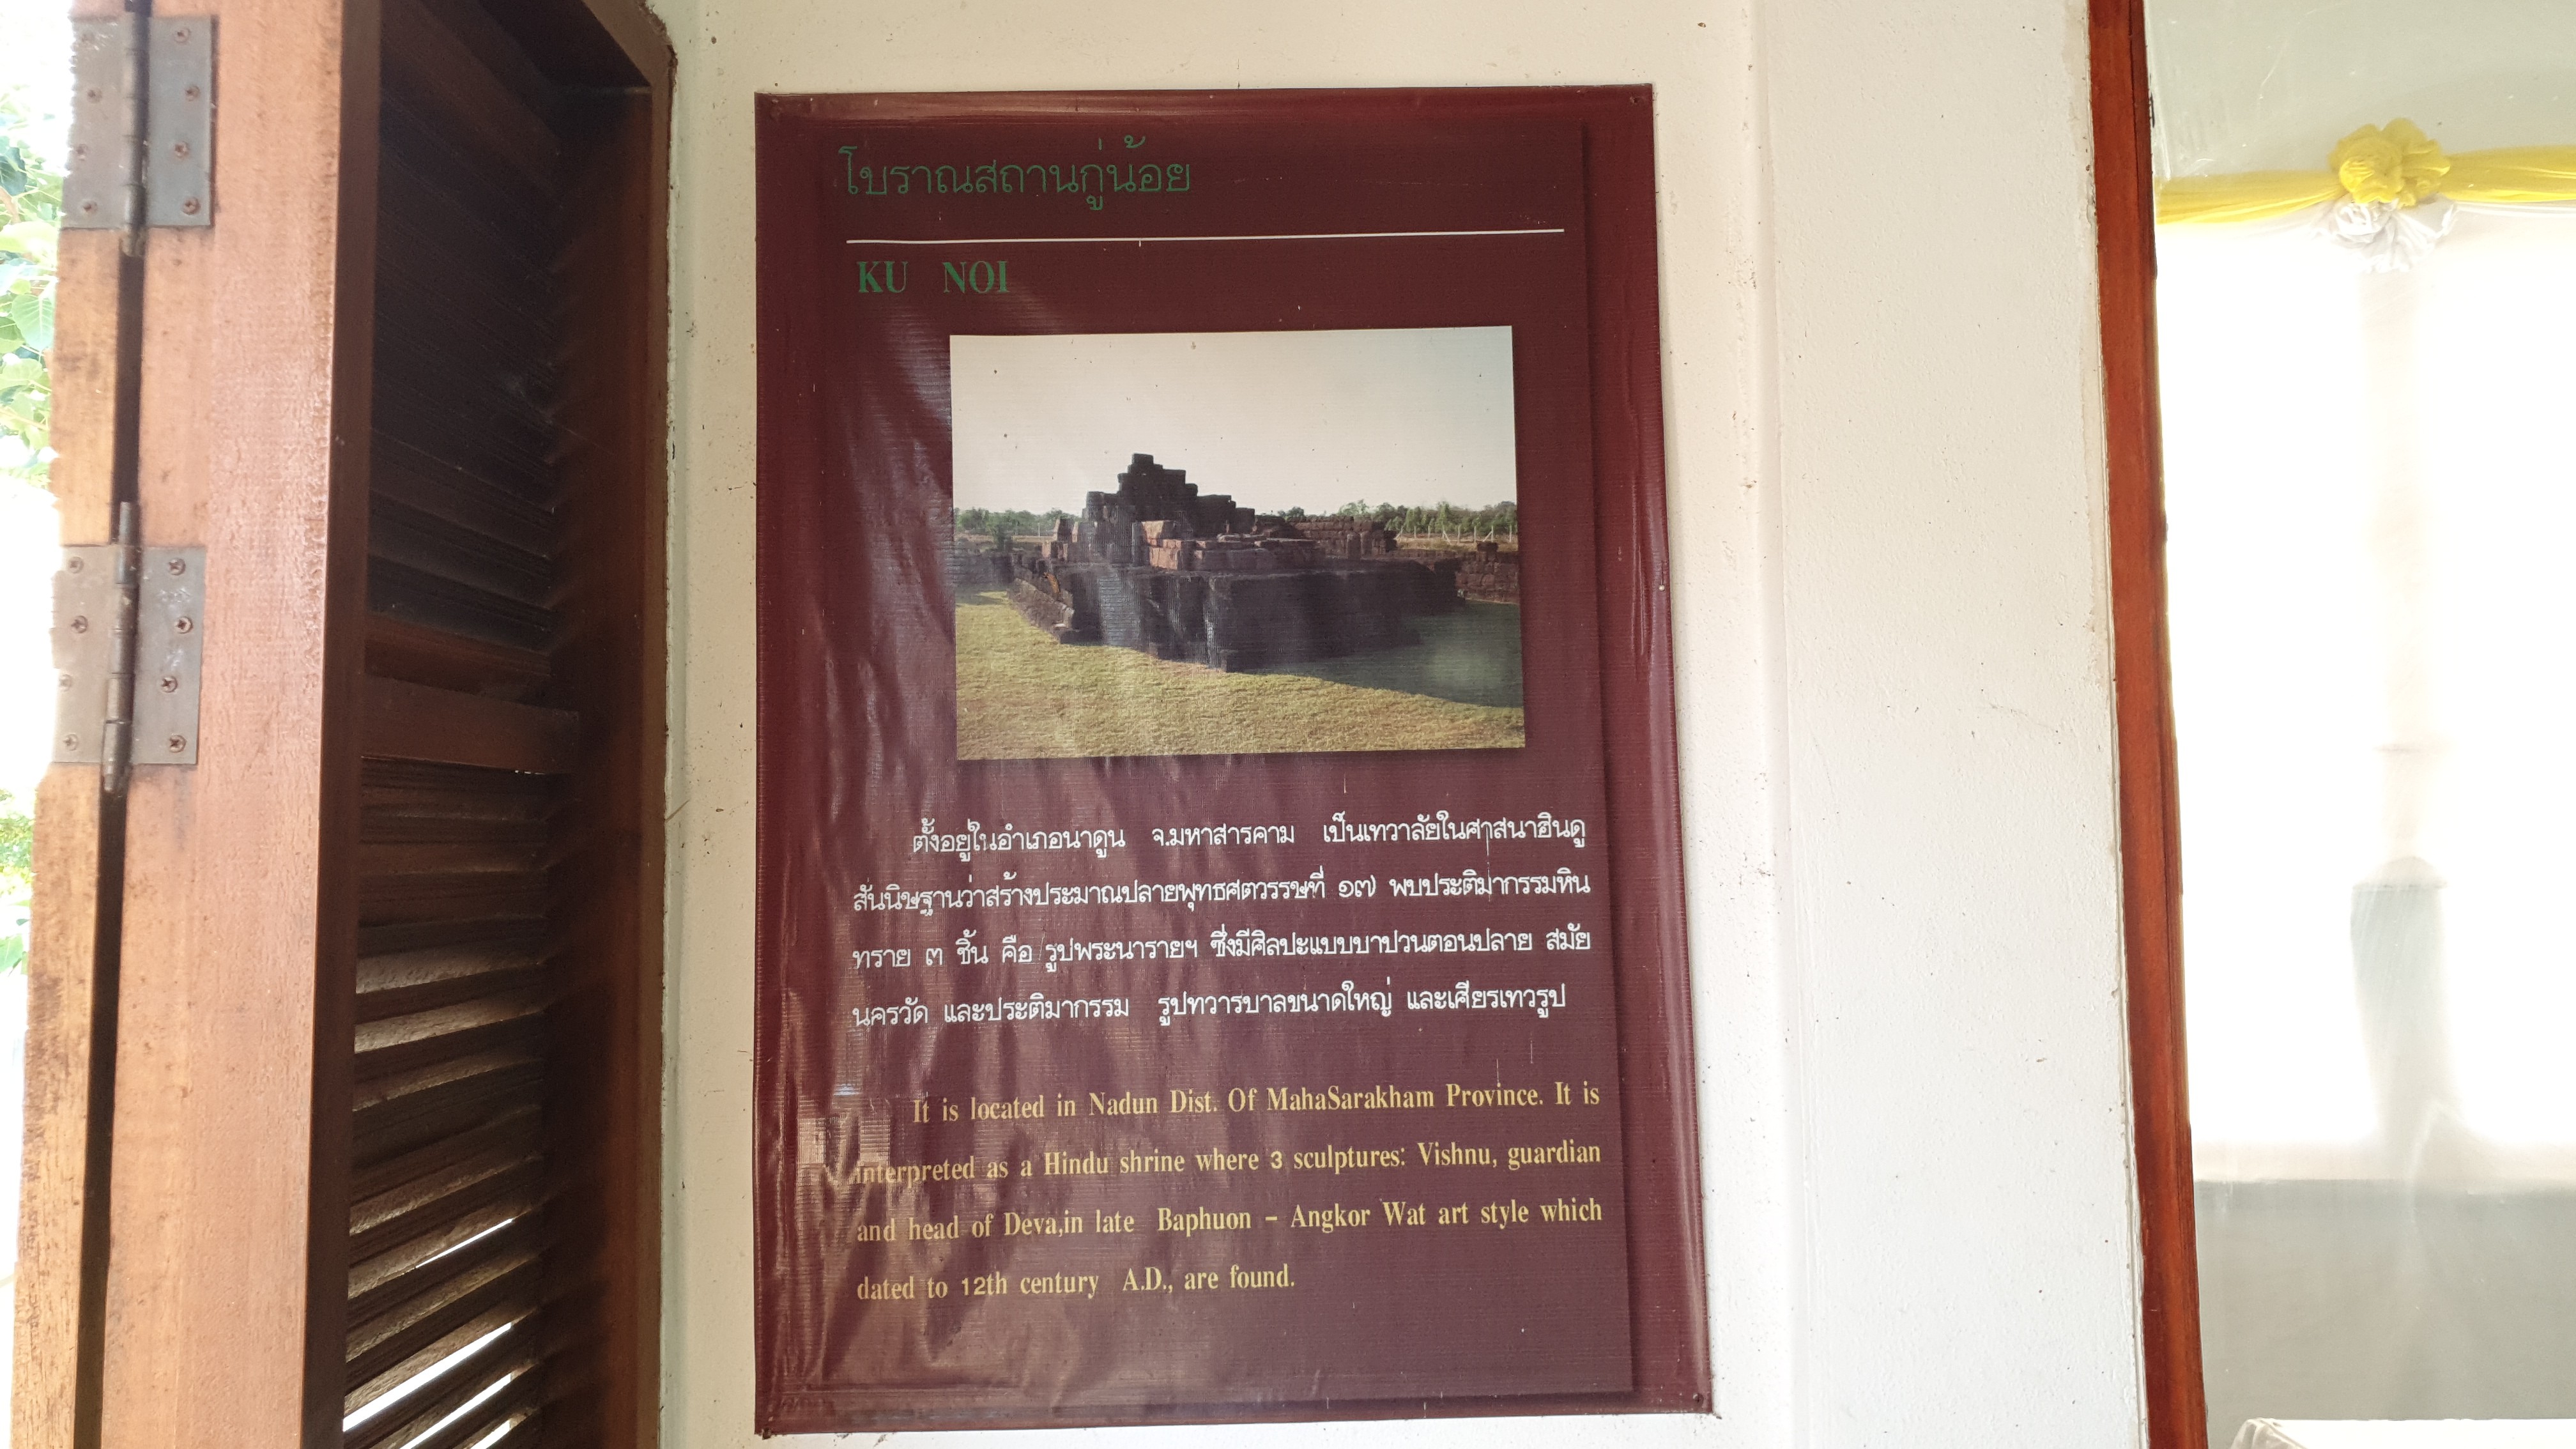 โบราณสถานกู่น้อย
KU NOI
ตั้งอยู่ในอำเภอนาดูน จ.มหาสารคาม เป็นเทวาลัยในศาสนาฮินดู
สันนิษฐานว่าสร้างประมาณปลายพุทธศตวรรษที่ ๑๗ พบประติมากรรมหิน
ทราย ๓ ชิ้น คือ รูปพระนารายฯ ซึ่งมีศิลปะแบบบาปวนตอนปลาย สมัย
นครวัด และประติมากรรม รูปทวารบาลขนาดใหญ่ และเศียรเทวรูป
It is located in Nadun Dist. Of MahaSarakham Province. It is
interpreted as a Hindu shrine where 3 sculptures: Vishnu, guardian
and head of Deva,in late Baphuon - Angkor Wat art style which
dated to 12th century A.D., are found.